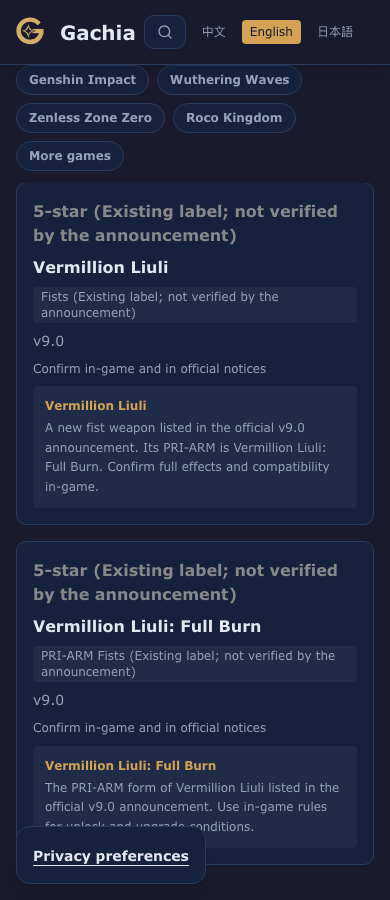 Gachia
中文
English
日本語
Genshin Impact
Wuthering Waves
Zenless Zone Zero
Roco Kingdom
More games
5-star (Existing label; not verified
by the announcement)
Vermillion Liuli
Fists (Existing label; not verified by the
announcement)
v9.0
Confirm in-game and in official notices
Vermillion Liuli
A new fist weapon listed in the official v9.0
announcement. Its PRI-ARM is Vermillion Liuli:
Full Burn. Confirm full effects and compatibility
in-game.
5-star (Existing label; not verified
by the announcement)
Vermillion Liuli: Full Burn
PRI-ARM Fists (Existing label; not verified by the
announcement)
v9.0
Confirm in-game and in official notices
Vermillion Liuli: Full Burn
The PRI-ARM form of Vermillion Liuli listed in the
official v9.0 announcement. Use in-game rules
for unlock and upgrade conditions.
Privacy preferences